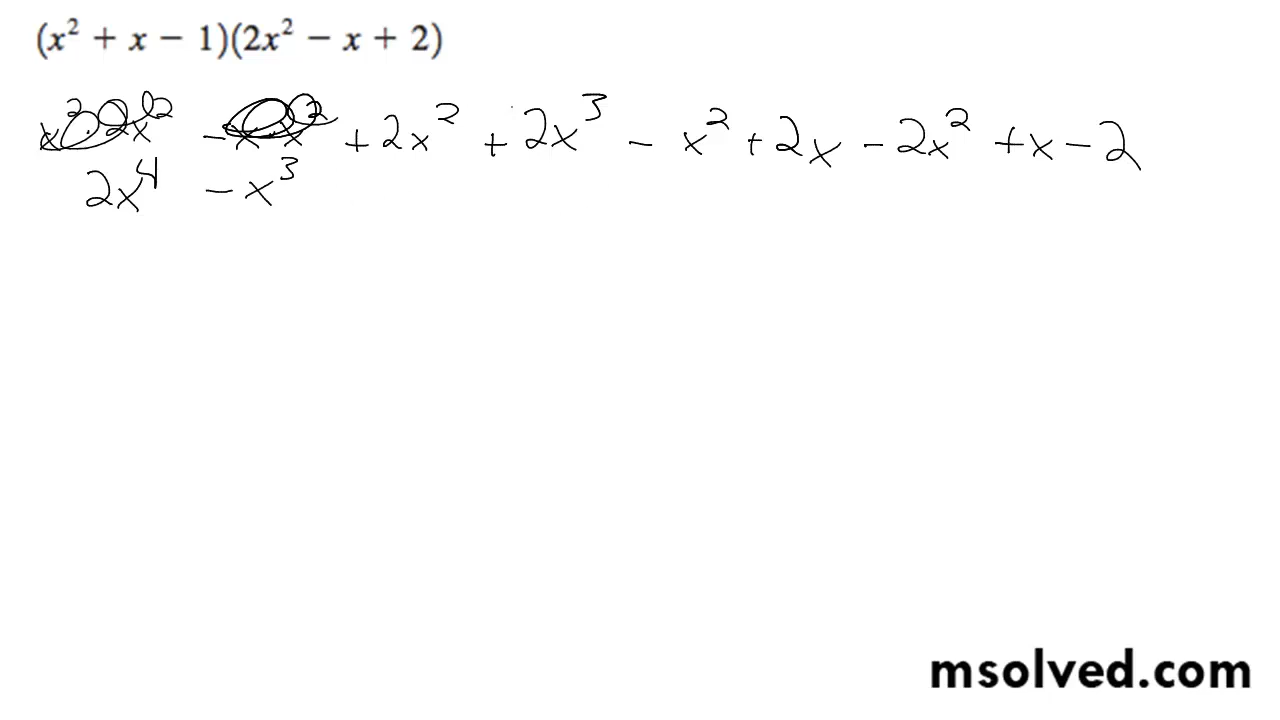 (x² + x − 1)(2x² − x + 2)
+ 2x² + 2x³ − x² + 2x − 2x² + x − 2
2x⁴ − x³
msolved.com